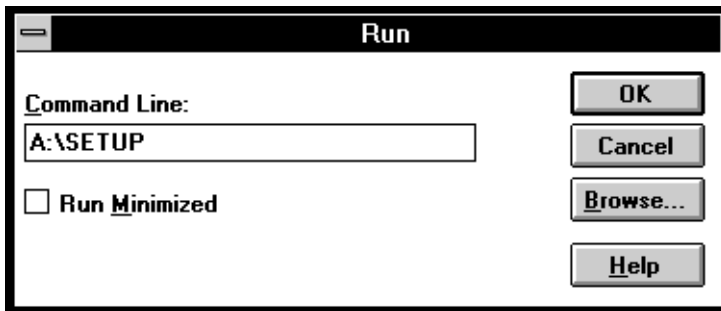 Run
Command Line:
A:\SETUP
Run Minimized
OK
Cancel
Browse...
Help